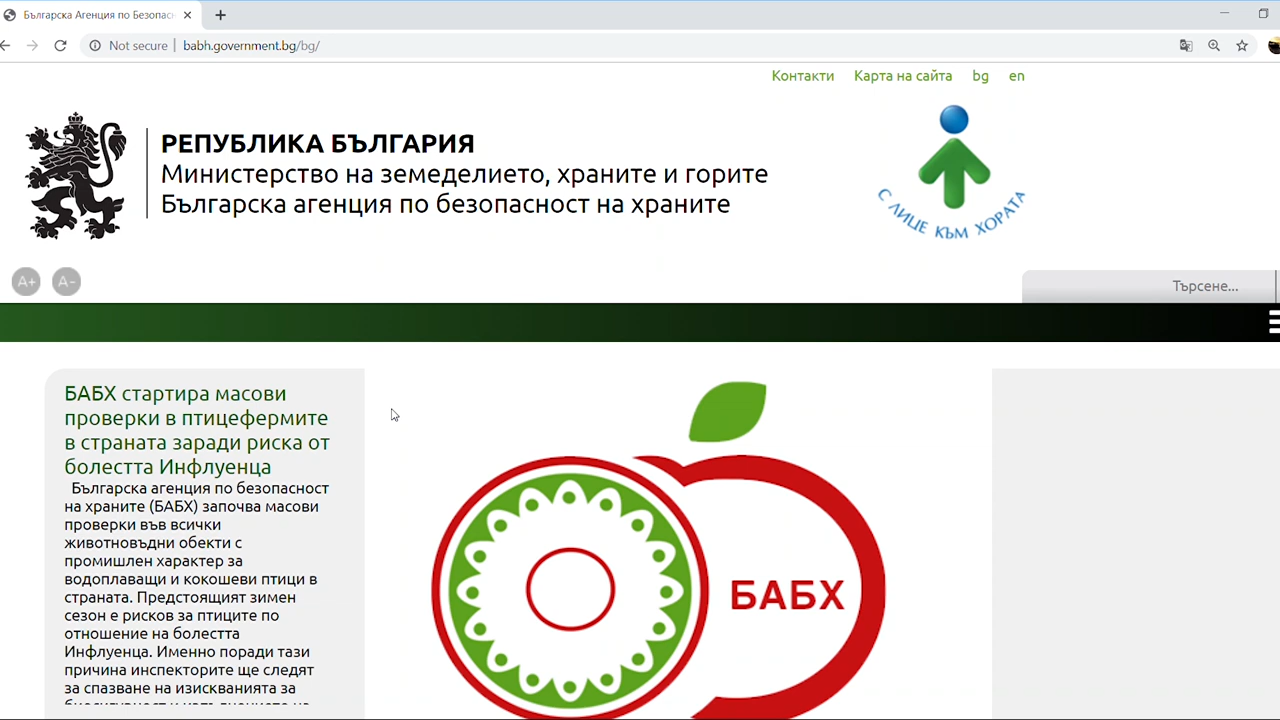 Българска Агенция по Безопасн
Not secure
babh.government.bg/bg/
Контакти Карта на сайта bg en
РЕПУБЛИКА БЪЛГАРИЯ
Министерство на земеделието, храните и горите
Българска агенция по безопасност на храните
С ЛИЦЕ КЪМ ХОРАТА
A+ A-
Търсене...
БАБХ стартира масови
проверки в птицефермите
в страната заради риска от
болестта Инфлуенца
Българска агенция по безопасност
на храните (БАБХ) започва масови
проверки във всички
животновъдни обекти с
промишлен характер за
водоплаващи и кокошеви птици в
страната. Предстоящият зимен
сезон е рисков за птиците по
отношение на болестта
Инфлуенца. Именно поради тази
причина инспекторите ще следят
за спазване на изискванията за
БАБХ